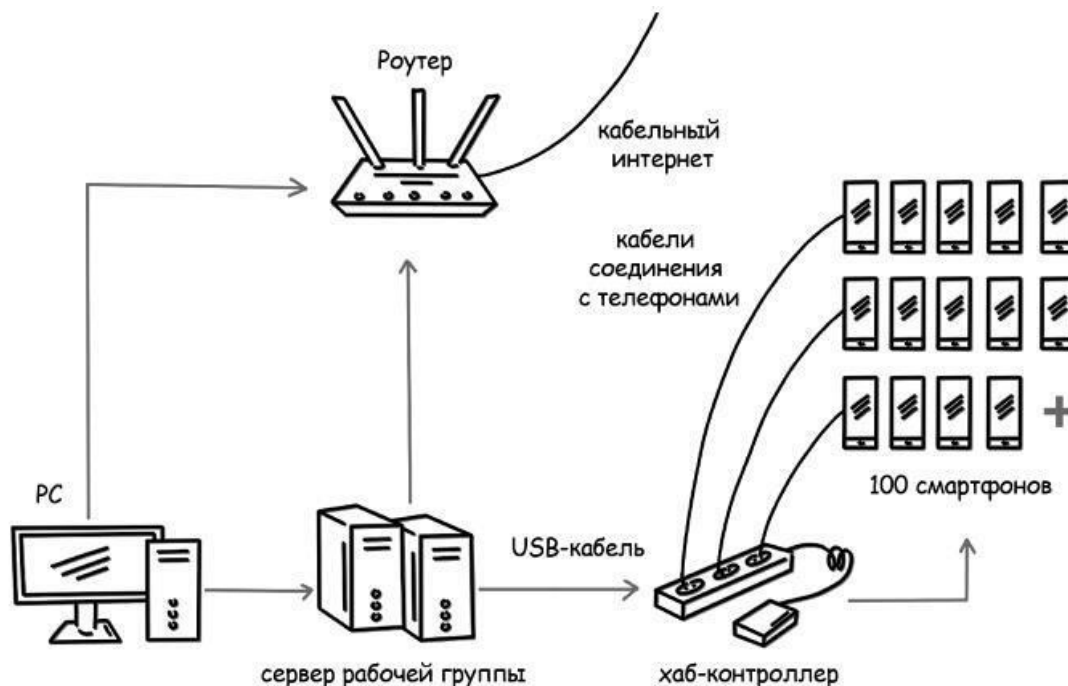 Роутер
кабельный
интернет
кабели
соединения
с телефонами
100 смартфонов
PC
USB-кабель
сервер рабочей группы
хаб-контроллер